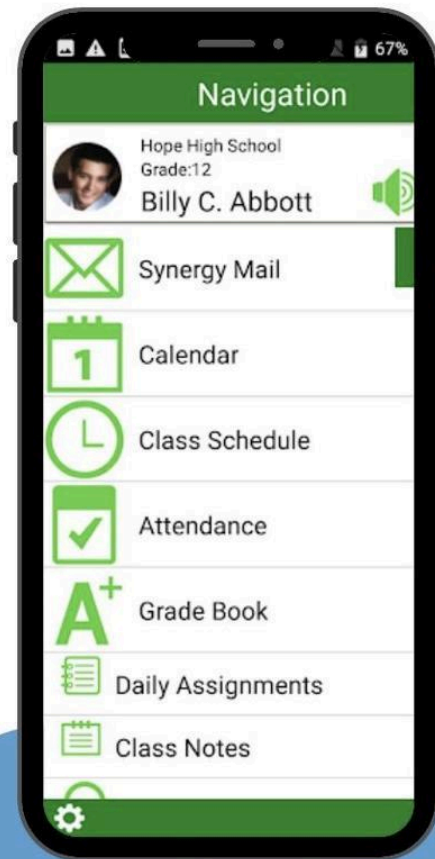 67%
Navigation
Hope High School
Grade:12
Billy C. Abbott
Synergy Mail
1
Calendar
Class Schedule
Attendance
A+
Grade Book
Daily Assignments
Class Notes